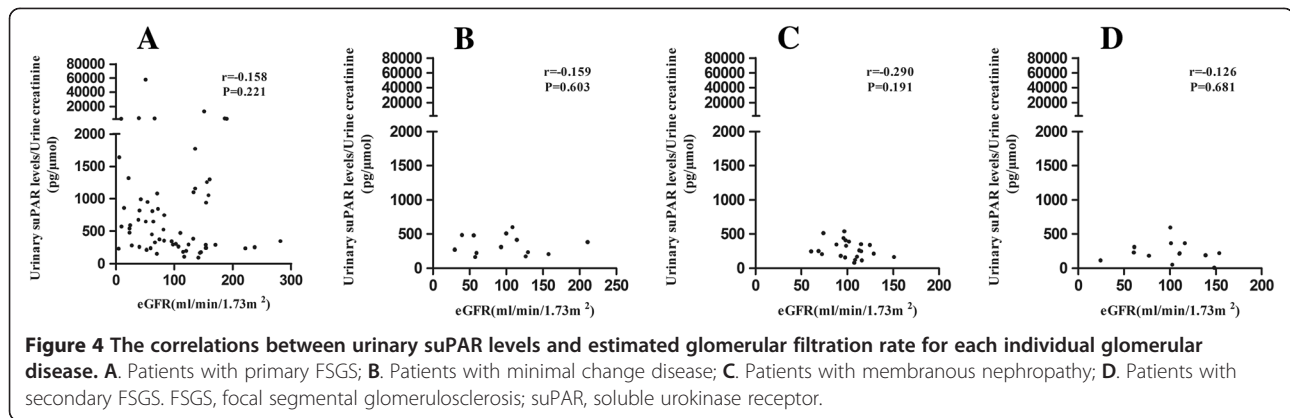 A
Urinary suPAR levels/Urine creatinine
(pg/μmol)
80000
60000
40000
20000
2000
1500
1000
500
0
r=-0.158
P=0.221
0 100 200 300
eGFR(ml/min/1.73m ²)
B
Urinary suPAR levels/Urine creatinine
(pg/μmol)
80000
60000
40000
20000
2000
1500
1000
500
0
r=-0.159
P=0.603
0 50 100 150 200 250
eGFR(ml/min/1.73m ²)
C
Urinary suPAR levels/Urine creatinine
(pg/μmol)
80000
60000
40000
20000
2000
1500
1000
500
0
r=-0.290
P=0.191
0 50 100 150 200
eGFR(ml/min/1.73m ²)
D
Urinary suPAR levels/Urine creatinine
(pg/μmol)
80000
60000
40000
20000
2000
1500
1000
500
0
r=-0.126
P=0.681
0 50 100 150 200
eGFR(ml/min/1.73m ²)
Figure 4 The correlations between urinary suPAR levels and estimated glomerular filtration rate for each individual glomerular
disease. A. Patients with primary FSGS; B. Patients with minimal change disease; C. Patients with membranous nephropathy; D. Patients with
secondary FSGS. FSGS, focal segmental glomerulosclerosis; suPAR, soluble urokinase receptor.